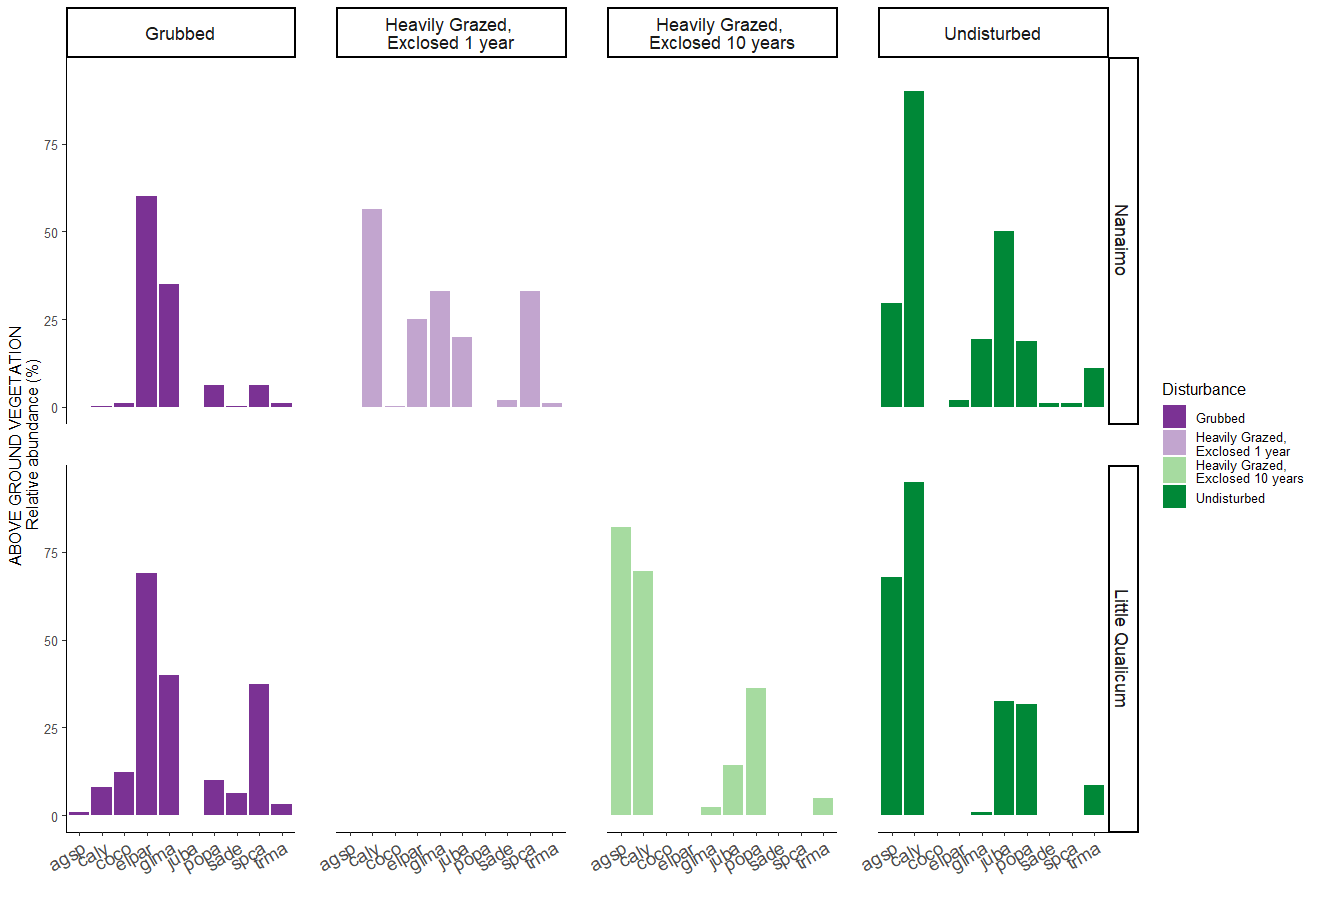 Grubbed
Heavily Grazed,
Exclosed 1 year
Heavily Grazed,
Exclosed 10 years
Undisturbed
75
50
25
0
Nanaimo
75
50
25
0
Little Qualicum
ABOVE GROUND VEGETATION
Relative abundance (%)
agsp
caly
coco
elpar
glma
juba
popa
sade
spca
trma
agsp
caly
coco
elpar
glma
juba
popa
sade
spca
trma
agsp
caly
coco
elpar
glma
juba
popa
sade
spca
trma
agsp
caly
coco
elpar
glma
juba
popa
sade
spca
trma
Disturbance
Grubbed
Heavily Grazed,
Exclosed 1 year
Heavily Grazed,
Exclosed 10 years
Undisturbed